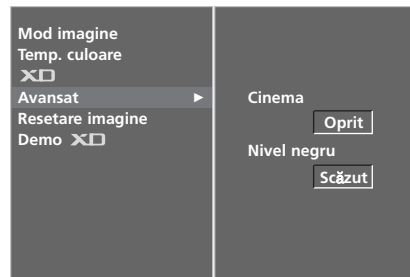 Mod imagine
Temp. culoare
XD
Avansat ►
Resetare imagine
Demo XD
Cinema
Oprit
Nivel negru
Scăzut